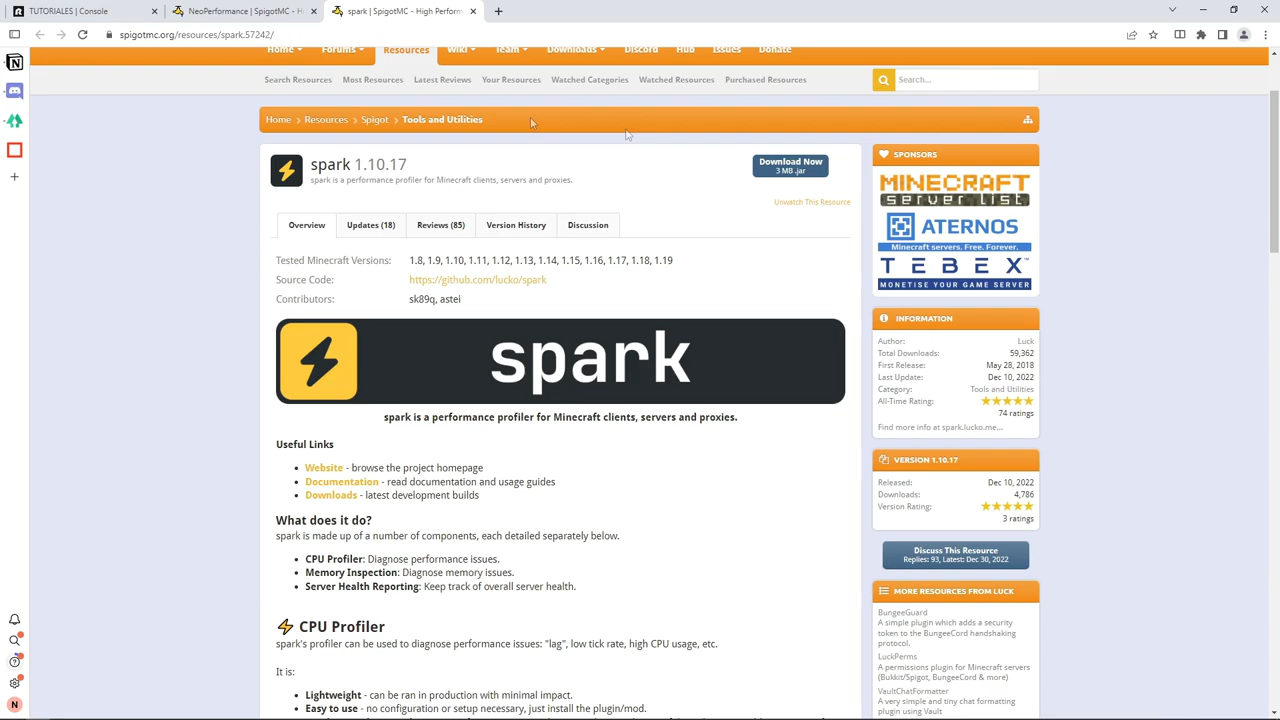 TUTORIALES | Console
NeoPerformance | SpigotMC - H
spark | SpigotMC - High Perform
spigotmc.org/resources/spark.57242/
Home
Forums
Resources
Wiki
Team
Downloads
Discord
Hub
Issues
Donate
Search Resources
Most Resources
Latest Reviews
Your Resources
Watched Categories
Watched Resources
Purchased Resources
Search...
Home > Resources > Spigot > Tools and Utilities
spark 1.10.17
spark is a performance profiler for Minecraft clients, servers and proxies.
Download Now
3 MB .jar
Unwatch This Resource
Overview
Updates (18)
Reviews (85)
Version History
Discussion
Tested Minecraft Versions: 1.8, 1.9, 1.10, 1.11, 1.12, 1.13, 1.14, 1.15, 1.16, 1.17, 1.18, 1.19
Source Code: https://github.com/lucko/spark
Contributors: sk89q, astei
spark
spark is a performance profiler for Minecraft clients, servers and proxies.
Useful Links
• Website - browse the project homepage
• Documentation - read documentation and usage guides
• Downloads - latest development builds
What does it do?
spark is made up of a number of components, each detailed separately below.
• CPU Profiler: Diagnose performance issues.
• Memory Inspection: Diagnose memory issues.
• Server Health Reporting: Keep track of overall server health.
CPU Profiler
spark's profiler can be used to diagnose performance issues: "lag", low tick rate, high CPU usage, etc.
It is:
• Lightweight - can be ran in production with minimal impact.
• Easy to use - no configuration or setup necessary, just install the plugin/mod.
SPONSORS
MINECRAFT
server list
ATERNOS
Minecraft servers. Free. Forever.
TEBEX
MONETISE YOUR GAME SERVER
INFORMATION
Author: Luck
Total Downloads: 59,362
First Release: May 28, 2018
Last Update: Dec 10, 2022
Category: Tools and Utilities
All-Time Rating:
74 ratings
Find more info at spark.lucko.me...
VERSION 1.10.17
Released: Dec 10, 2022
Downloads: 4,786
Version Rating:
3 ratings
Discuss This Resource
Replies: 93, Latest: Dec 30, 2022
MORE RESOURCES FROM LUCK
BungeeGuard
A simple plugin which adds a security
token to the BungeeCord handshaking
protocol.
LuckPerms
A permissions plugin for Minecraft servers
(Bukkit/Spigot, BungeeCord & more)
VaultChatFormatter
A very simple and tiny chat formatting
plugin using Vault
N